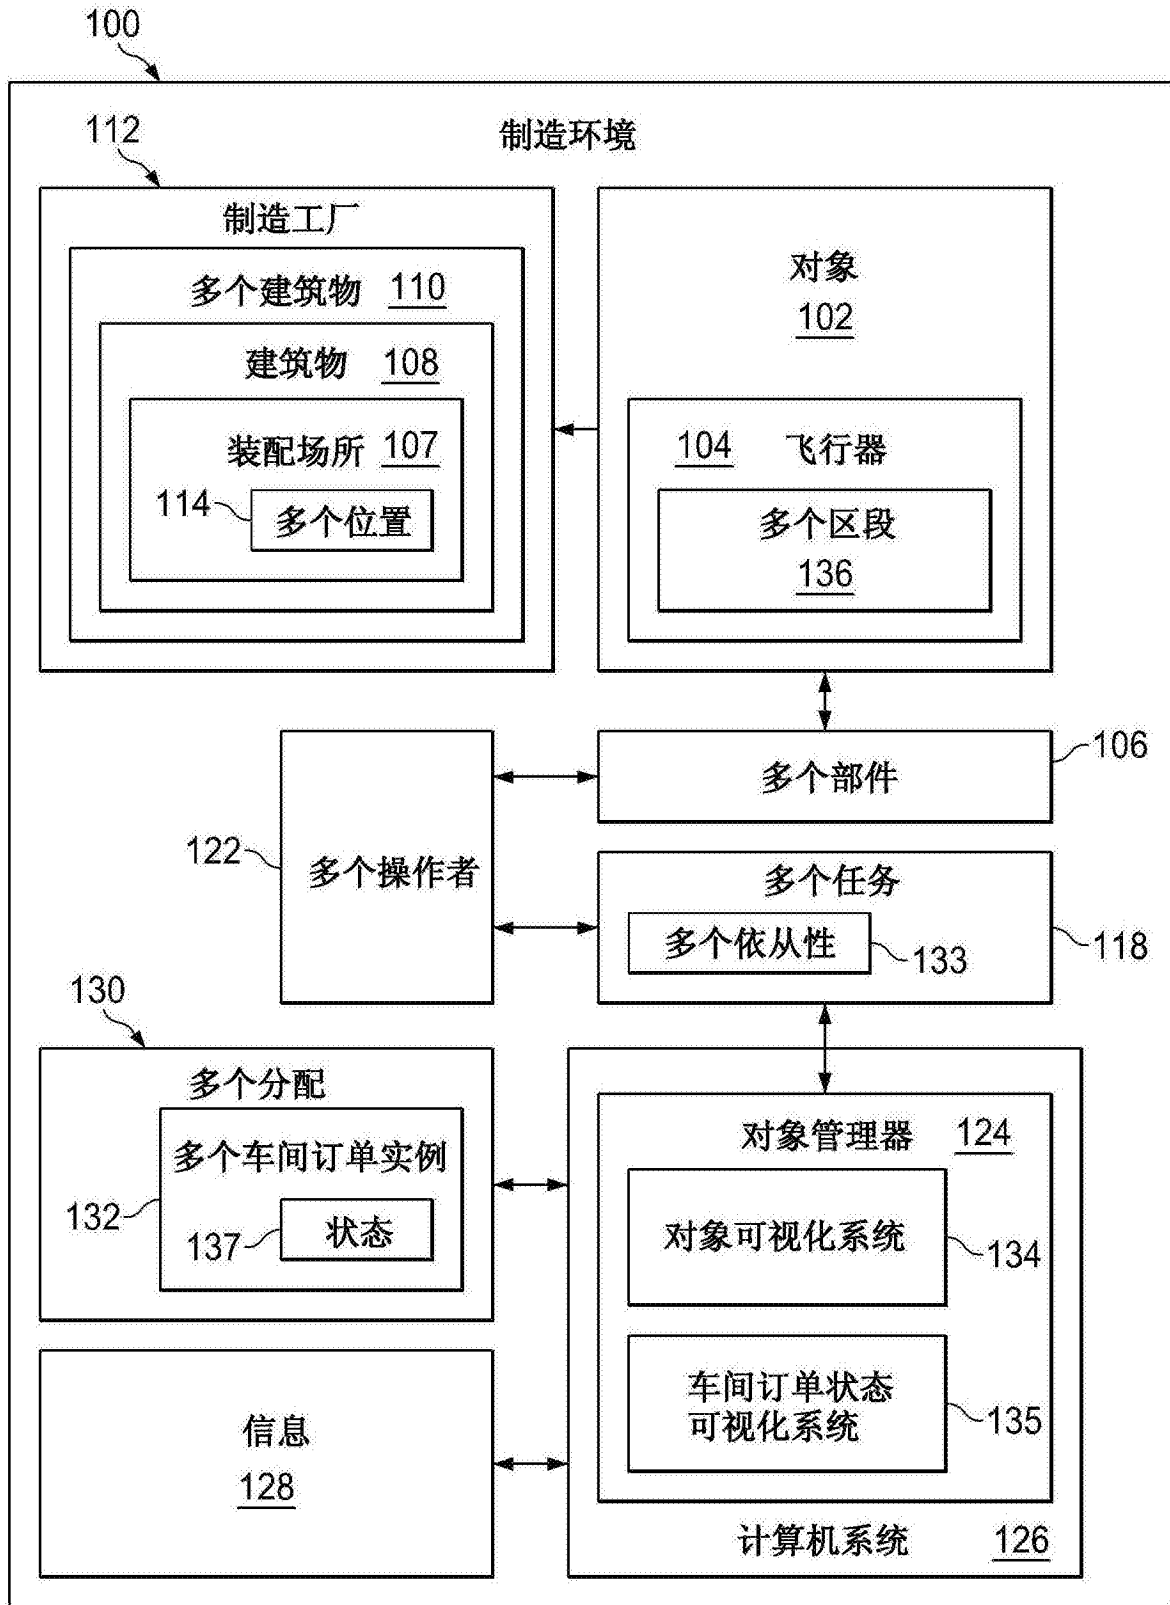 100
制造环境
112
制造工厂
多个建筑物 110
建筑物 108
装配场所 107
114
多个位置
对象
102
104 飞行器
多个区段
136
多个部件
106
122
多个操作者
多个任务
多个依从性
133
118
130
多个分配
多个车间订单实例
132
137
状态
对象管理器 124
对象可视化系统
134
车间订单状态
可视化系统
135
信息
128
计算机系统 126